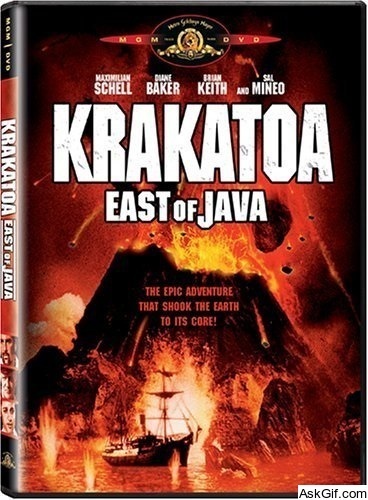 MGM DVD
MGM DVD
MAXIMILIAN SCHELL
DIANE BAKER
BRIAN KEITH
AND SAL MINEO
KRAKATOA
EAST OF JAVA
THE EPIC ADVENTURE
THAT SHOOK THE EARTH
TO ITS CORE!
KRAKATOA EAST OF JAVA
AskGif.com